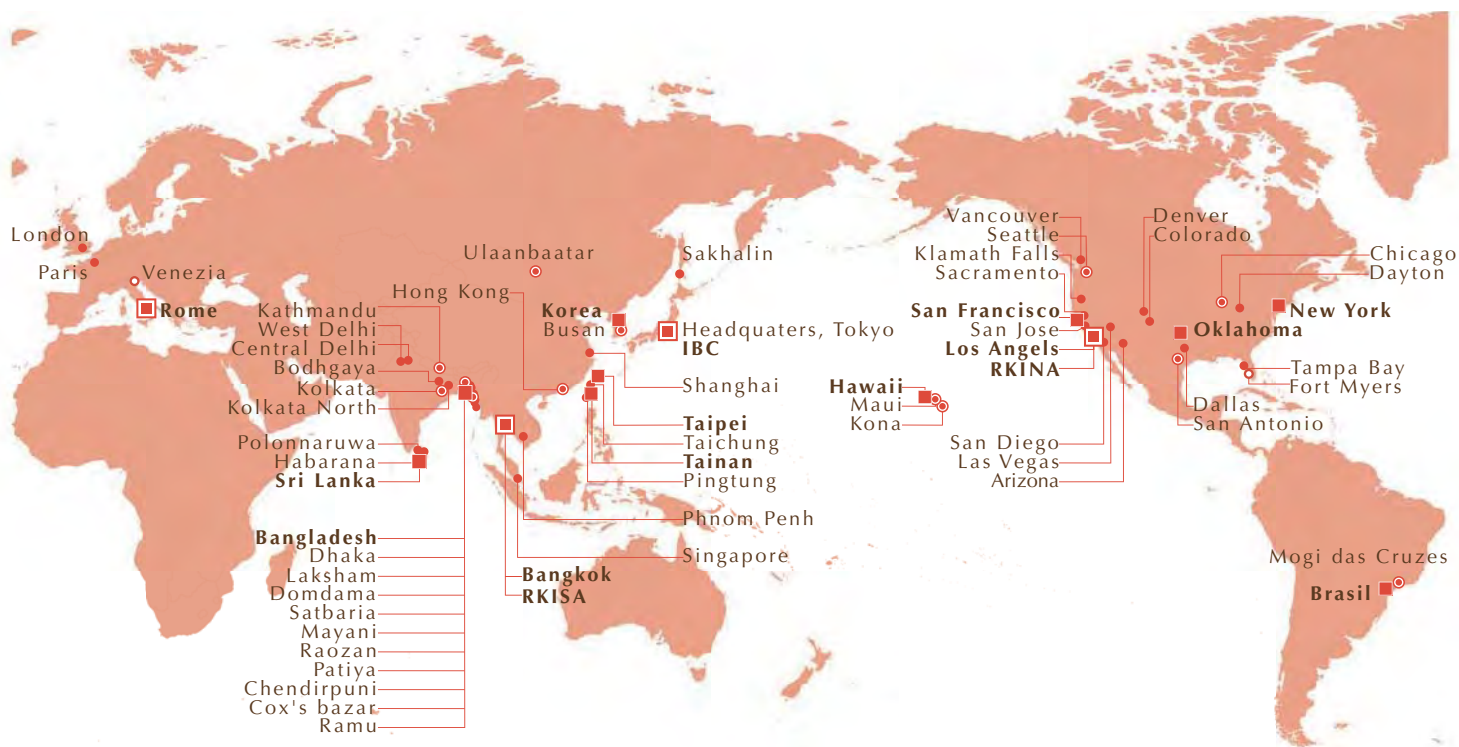 London
Paris
Venezia
Rome
Ulaanbaatar
Sakhalin
Hong Kong
Kathmandu
West Delhi
Central Delhi
Bodhgaya
Kolkata
Kolkata North
Korea
Busan
Headquaters, Tokyo
IBC
Shanghai
Polonnaruwa
Habarana
Sri Lanka
Taipei
Taichung
Tainan
Pingtung
Phnom Penh
Singapore
Bangkok
RKISA
Bangladesh
Dhaka
Laksham
Domdama
Satbaria
Mayani
Raozan
Patiya
Chendirpuni
Cox's bazar
Ramu
Vancouver
Seattle
Klamath Falls
Sacramento
San Francisco
San Jose
Los Angels
RKINA
Hawaii
Maui
Kona
San Diego
Las Vegas
Arizona
Denver
Colorado
Chicago
Dayton
New York
Oklahoma
Tampa Bay
Fort Myers
Dallas
San Antonio
Mogi das Cruzes
Brasil